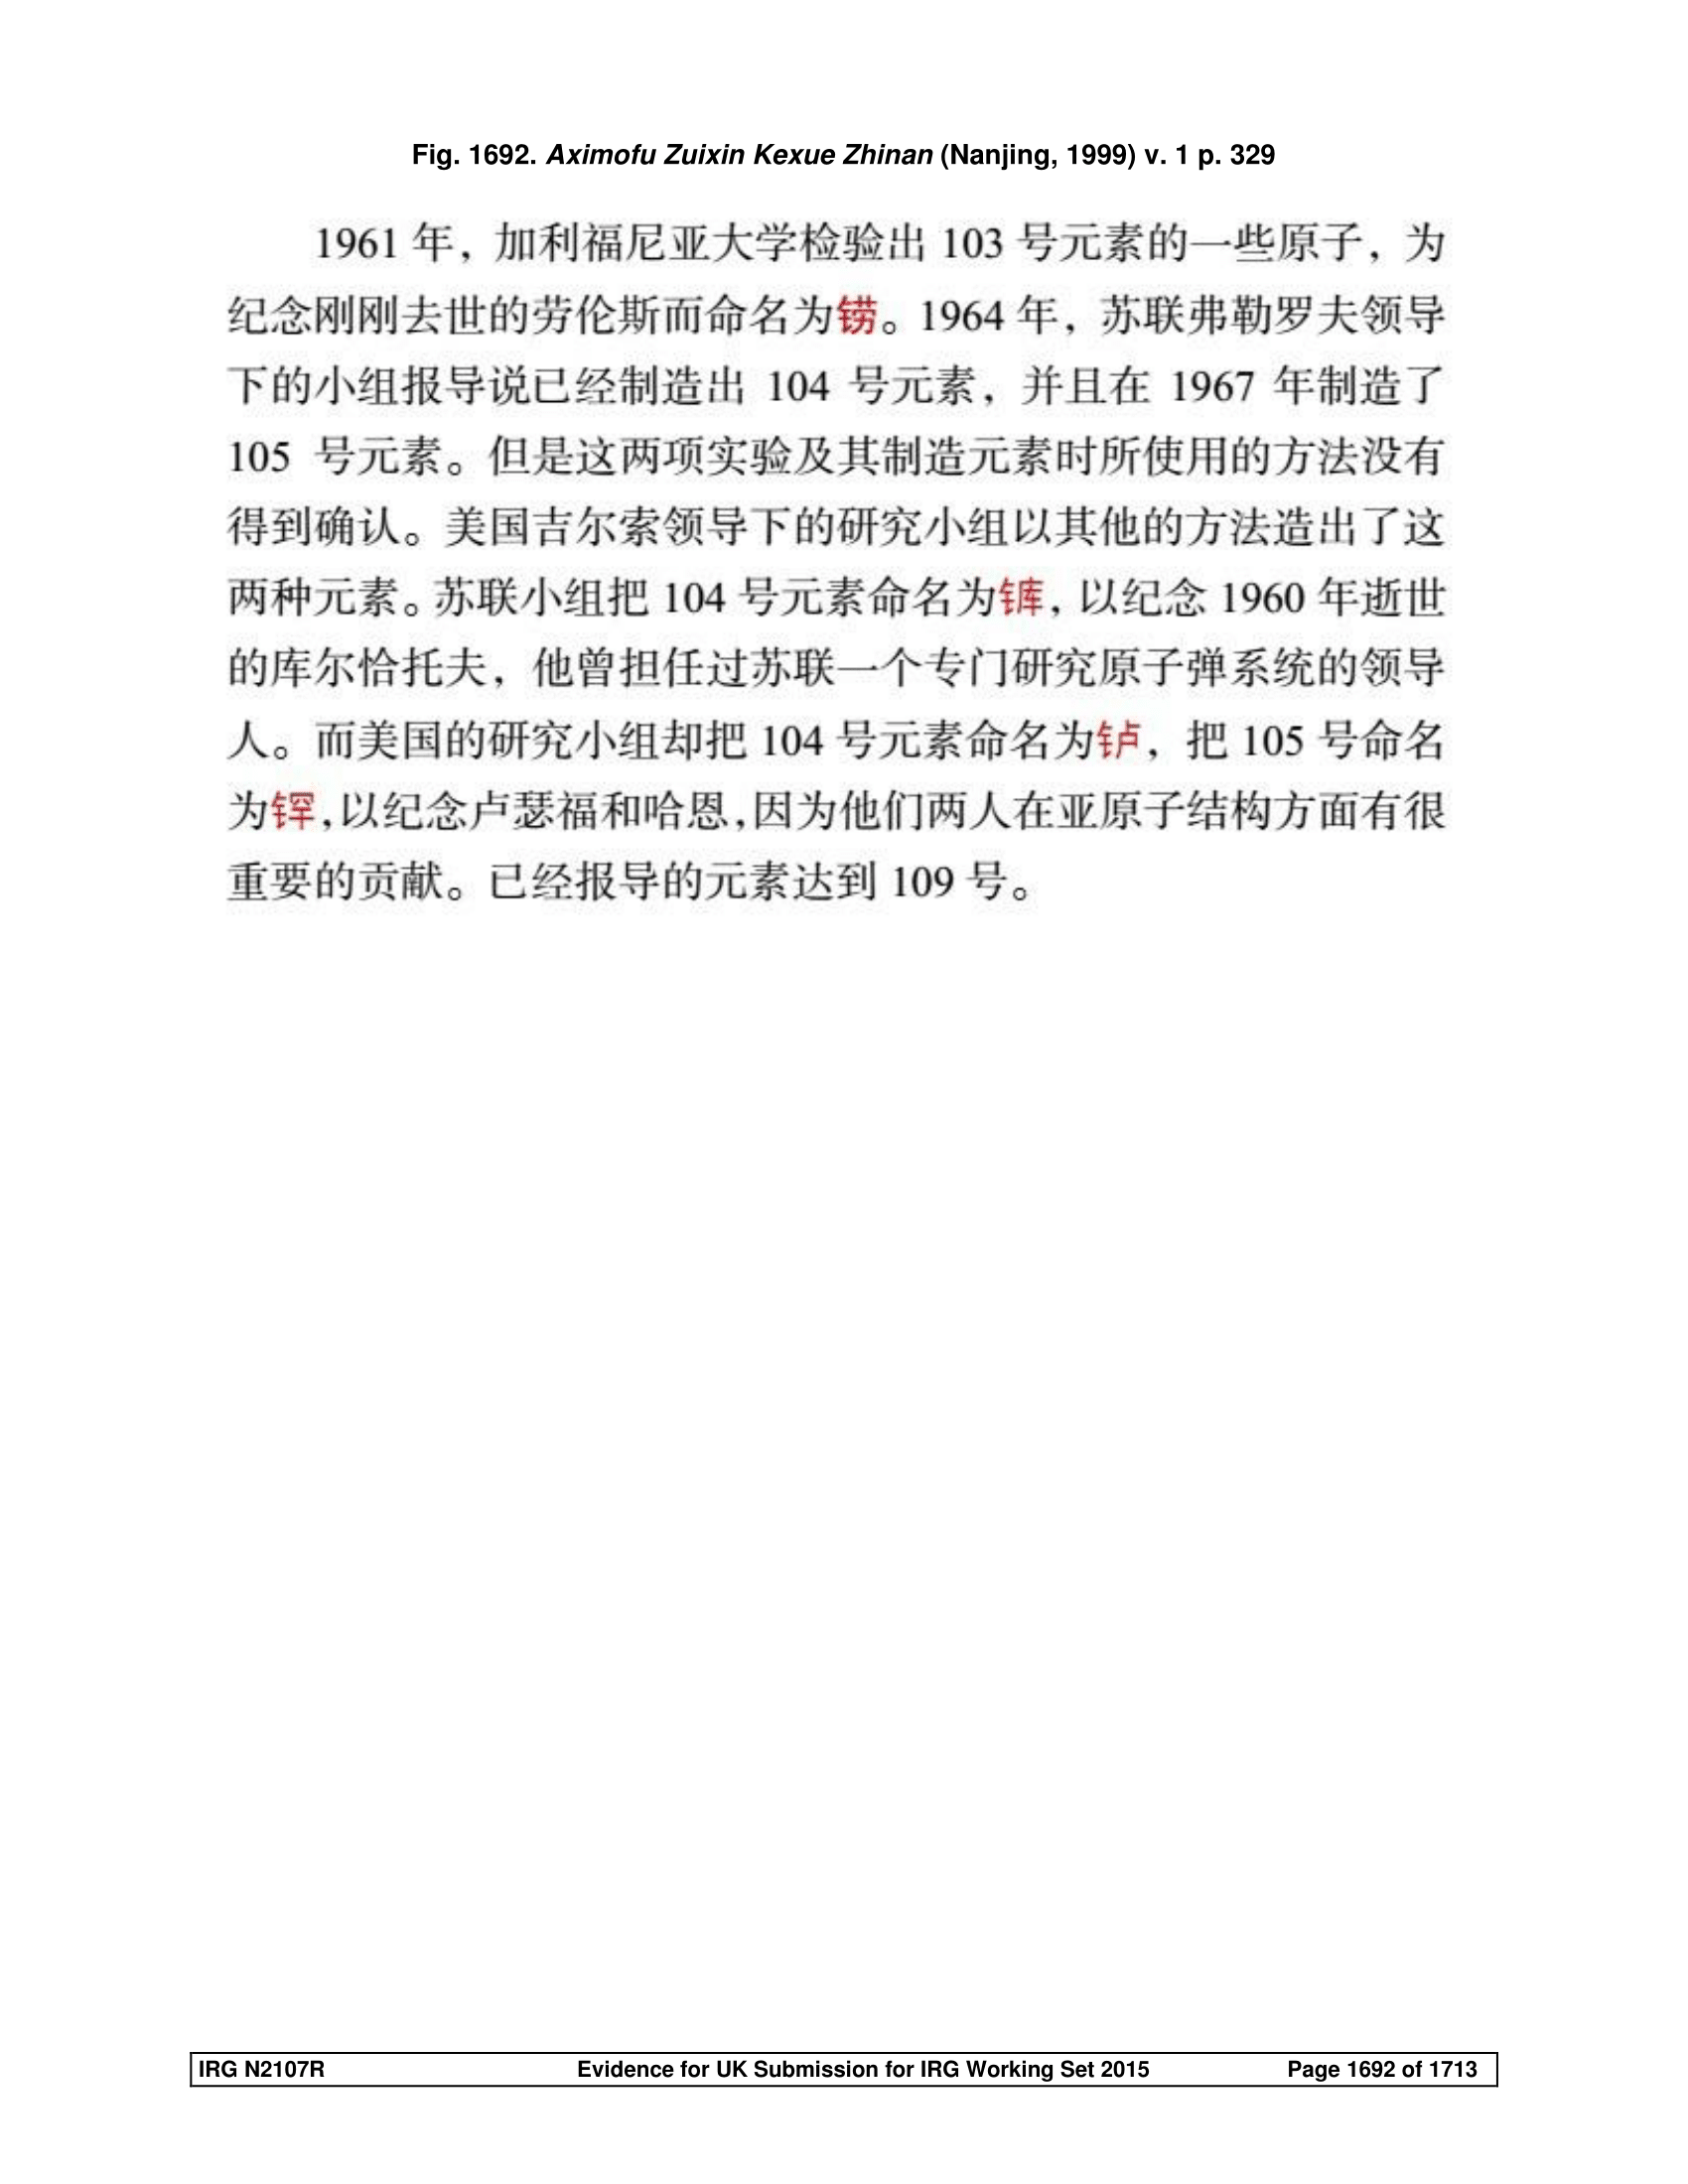 Fig. 1692. Aximofu Zuixin Kexue Zhinan (Nanjing, 1999) v. 1 p. 329
1961 年，加利福尼亚大学检验出 103 号元素的一些原子，为
纪念刚刚去世的劳伦斯而命名为铹。1964 年，苏联弗勒罗夫领导
下的小组报导说已经制造出 104 号元素，并且在 1967 年制造了
105 号元素。但是这两项实验及其制造元素时所使用的方法没有
得到确认。美国吉尔索领导下的研究小组以其他的方法造出了这
两种元素。苏联小组把 104 号元素命名为⿰钅库，以纪念 1960 年逝世
的库尔恰托夫，他曾担任过苏联一个专门研究原子弹系统的领导
人。而美国的研究小组却把 104 号元素命名为𬬻，把 105 号命名
为⿰钅罕，以纪念卢瑟福和哈恩，因为他们两人在亚原子结构方面有很
重要的贡献。已经报导的元素达到 109 号。
IRG N2107R Evidence for UK Submission for IRG Working Set 2015 Page 1692 of 1713